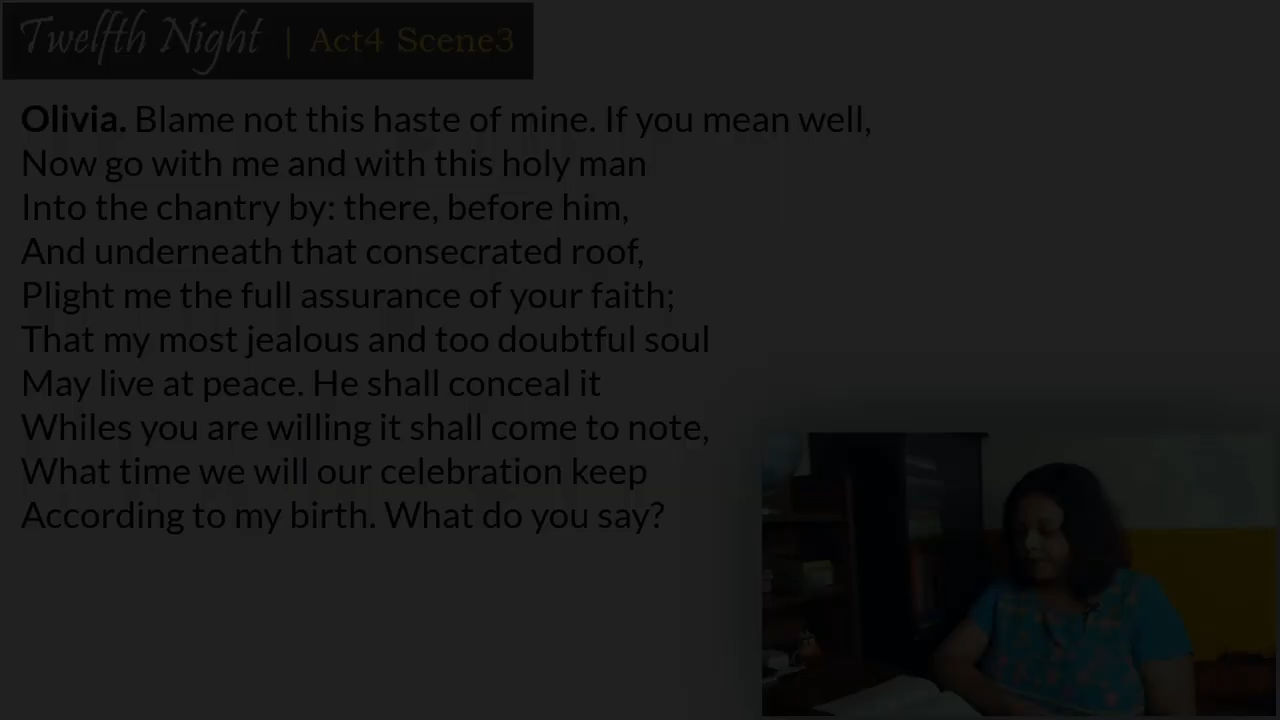 Twelfth Night | Act4 Scene3
Olivia. Blame not this haste of mine. If you mean well,
Now go with me and with this holy man
Into the chantry by: there, before him,
And underneath that consecrated roof,
Plight me the full assurance of your faith;
That my most jealous and too doubtful soul
May live at peace. He shall conceal it
Whiles you are willing it shall come to note,
What time we will our celebration keep
According to my birth. What do you say?